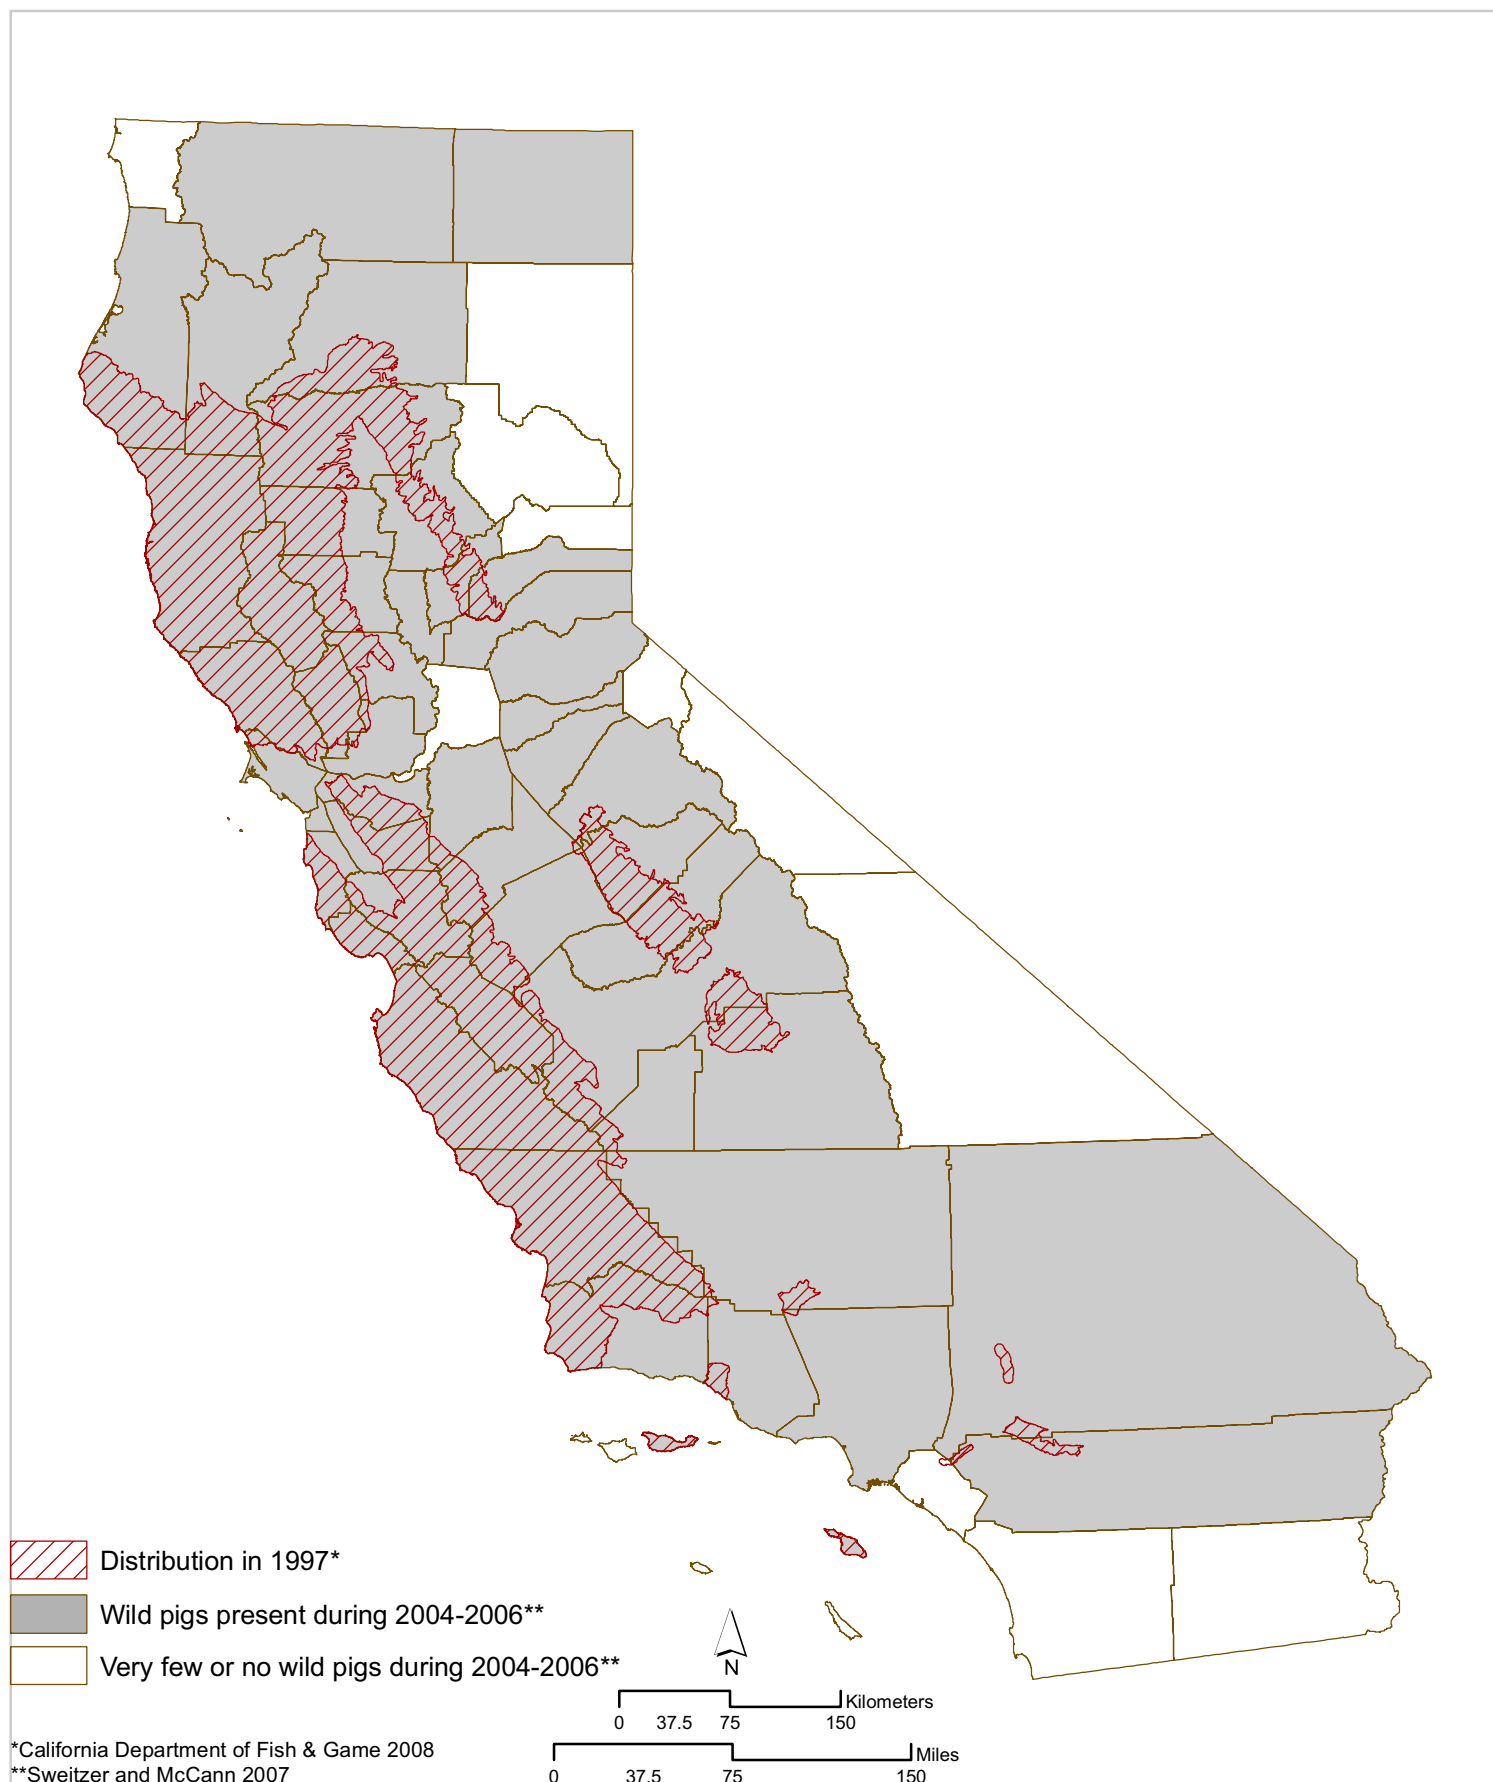 Distribution in 1997*
Wild pigs present during 2004-2006**
Very few or no wild pigs during 2004-2006**
N
Kilometers
0 37.5 75 150
Miles
0 37.5 75 150
*California Department of Fish & Game 2008
**Sweitzer and McCann 2007